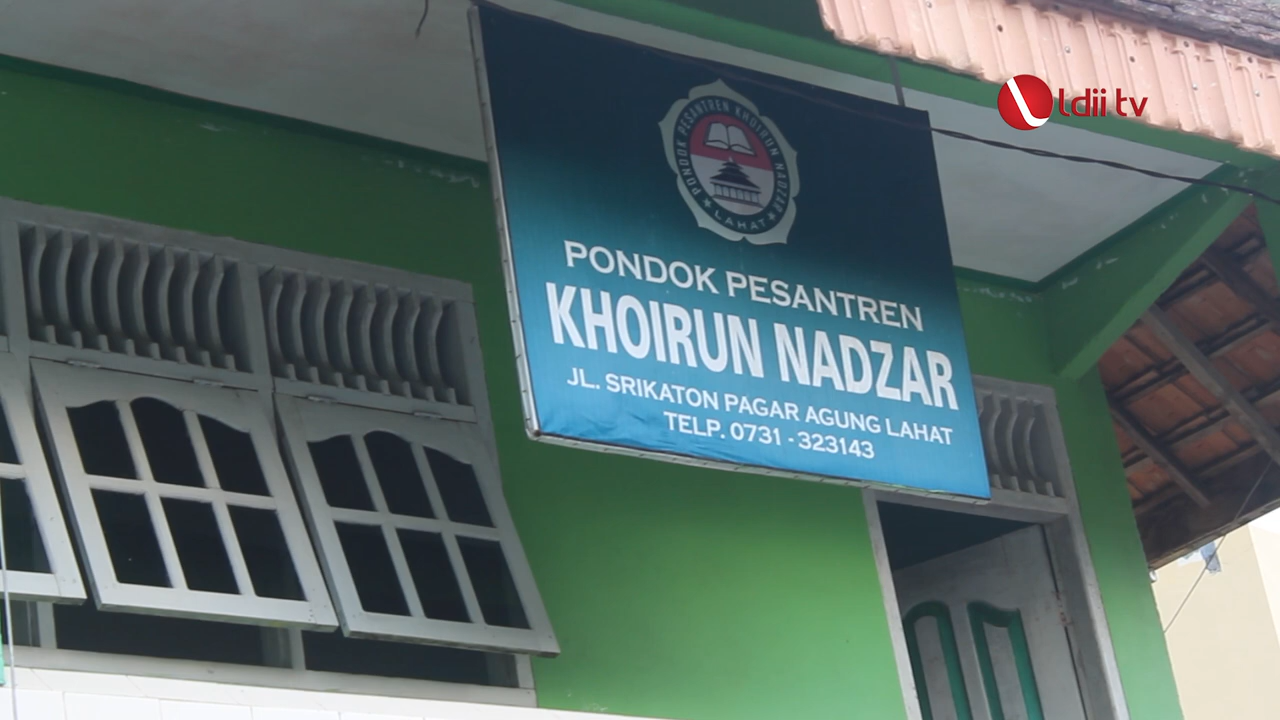 ldii tv
PONDOK PESANTREN KHOIRUN NADZAR
LAHAT
PONDOK PESANTREN
KHOIRUN NADZAR
JL. SRIKATON PAGAR AGUNG LAHAT
TELP. 0731 - 323143